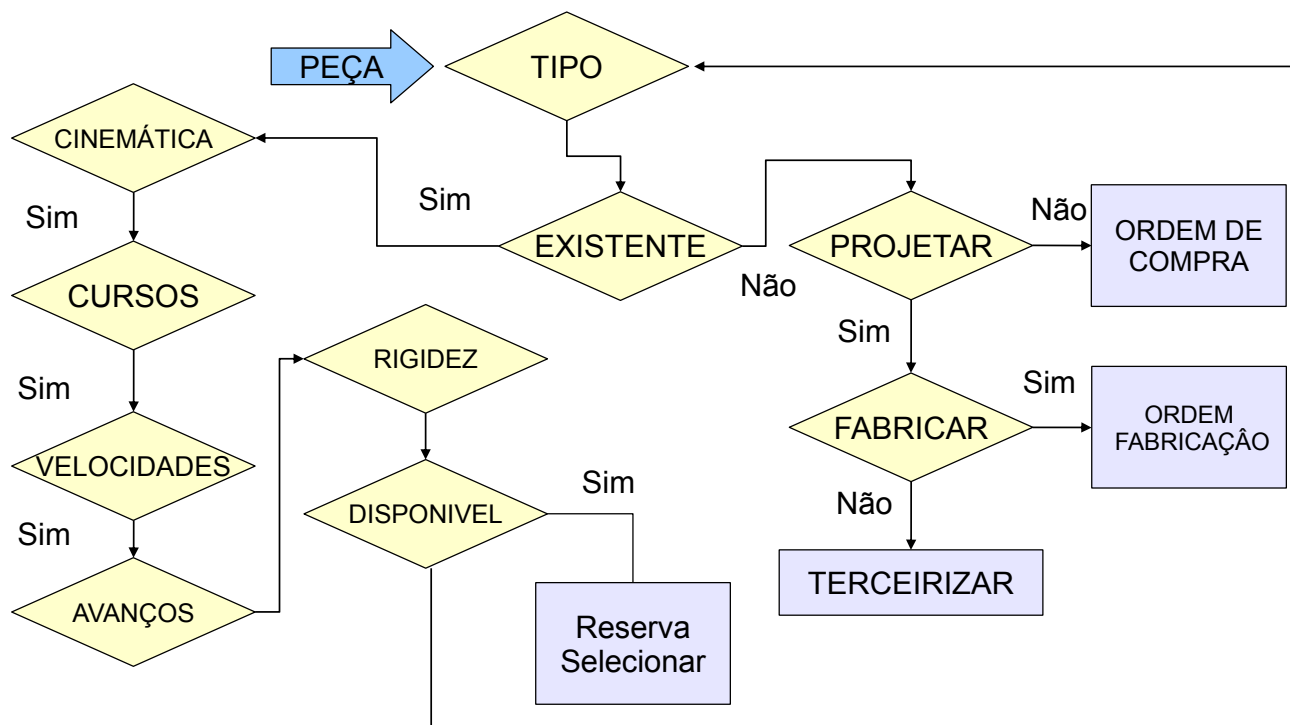 PEÇA
TIPO
CINEMÁTICA
Sim
Sim
EXISTENTE
Não
PROJETAR
Não
ORDEM DE
COMPRA
CURSOS
Sim
RIGIDEZ
Sim
FABRICAR
Sim
ORDEM
FABRICAÇÂO
VELOCIDADES
Sim
DISPONIVEL
Sim
Não
AVANÇOS
Reserva
Selecionar
TERCEIRIZAR